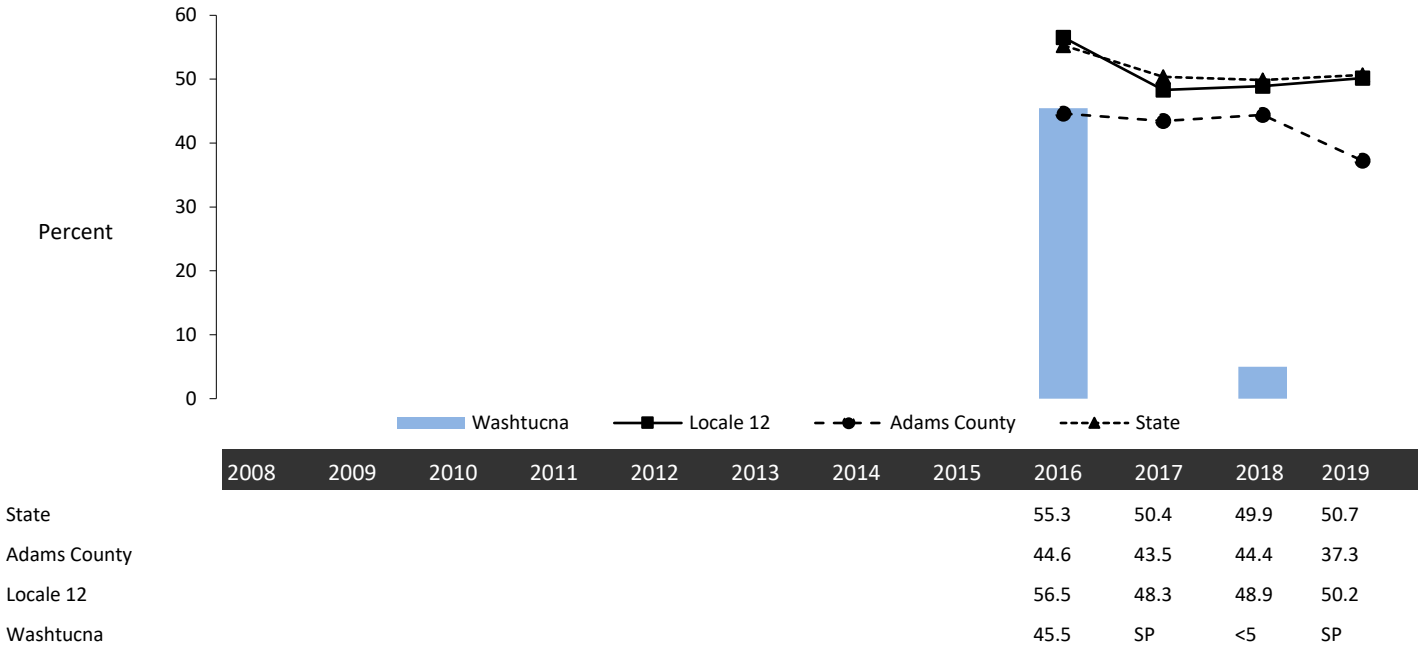 60
50
40
30
20
10
0
Percent
Washtucna Locale 12 Adams County State
2008 2009 2010 2011 2012 2013 2014 2015 2016 2017 2018 2019
State 55.3 50.4 49.9 50.7
Adams County 44.6 43.5 44.4 37.3
Locale 12 56.5 48.3 48.9 50.2
Washtucna 45.5 SP <5 SP